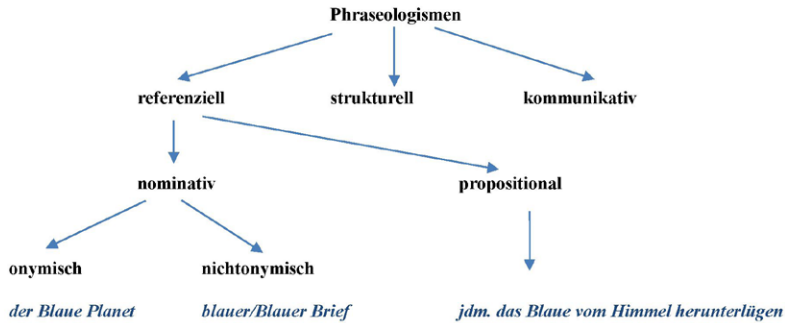 Phraseologismen
referenziell strukturell kommunikativ
nominativ propositional
onymisch nichtonymisch
der Blaue Planet blauer/Blauer Brief jdm. das Blaue vom Himmel herunterlügen